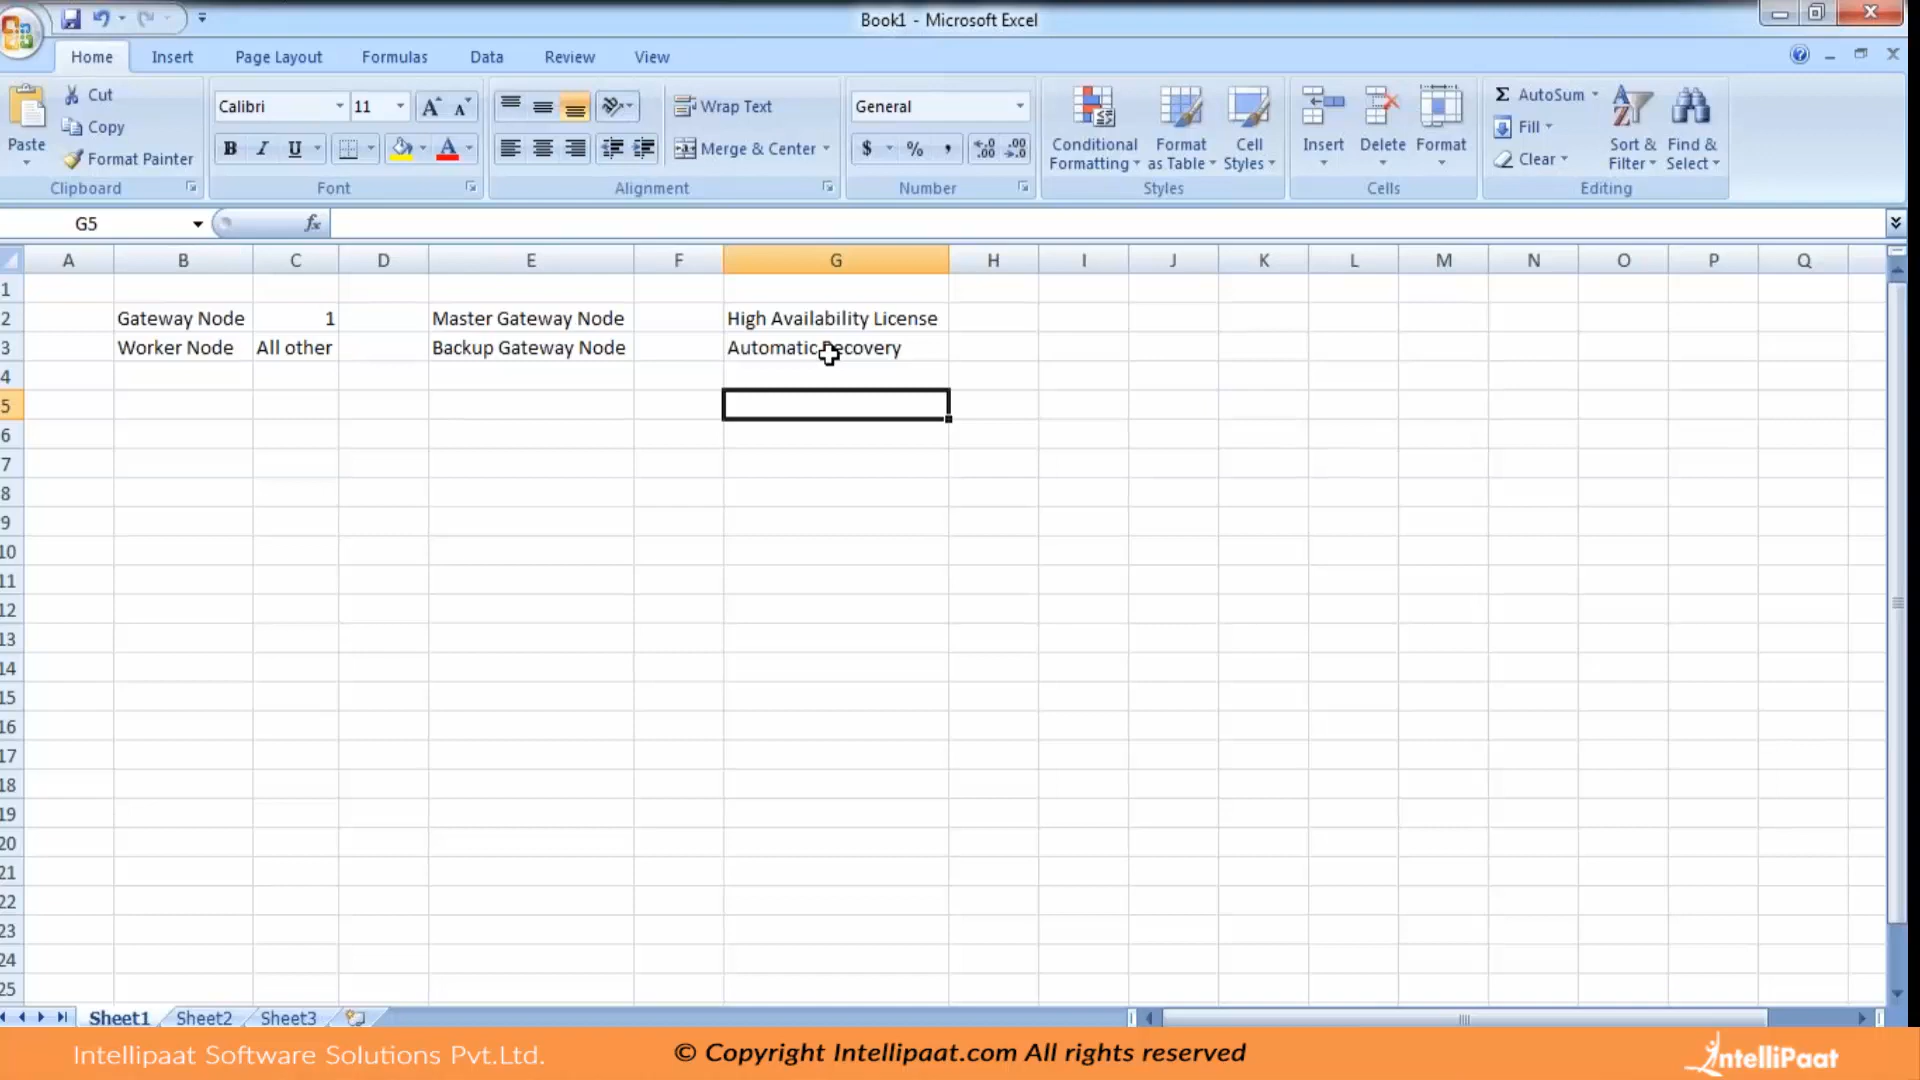 Book1 - Microsoft Excel
Home Insert Page Layout Formulas Data Review View
Paste
Cut
Copy
Format Painter
Clipboard
Calibri 11
B I U A
Font
Wrap Text
Merge & Center
Alignment
General
$ % ,
Number
Conditional Formatting
Format as Table
Cell Styles
Styles
Insert Delete Format
Cells
Σ AutoSum
Fill
Clear
Sort & Filter
Find & Select
Editing
G5 fx
A B C D E F G H I J K L M N O P Q
1
2 Gateway Node 1 Master Gateway Node High Availability License
3 Worker Node All other Backup Gateway Node Automatic Recovery
4
5
6
7
8
9
10
11
12
13
14
15
16
17
18
19
20
21
22
23
24
25
Sheet1 Sheet2 Sheet3
Intellipaat Software Solutions Pvt.Ltd. © Copyright Intellipaat.com All rights reserved IntelliPaat